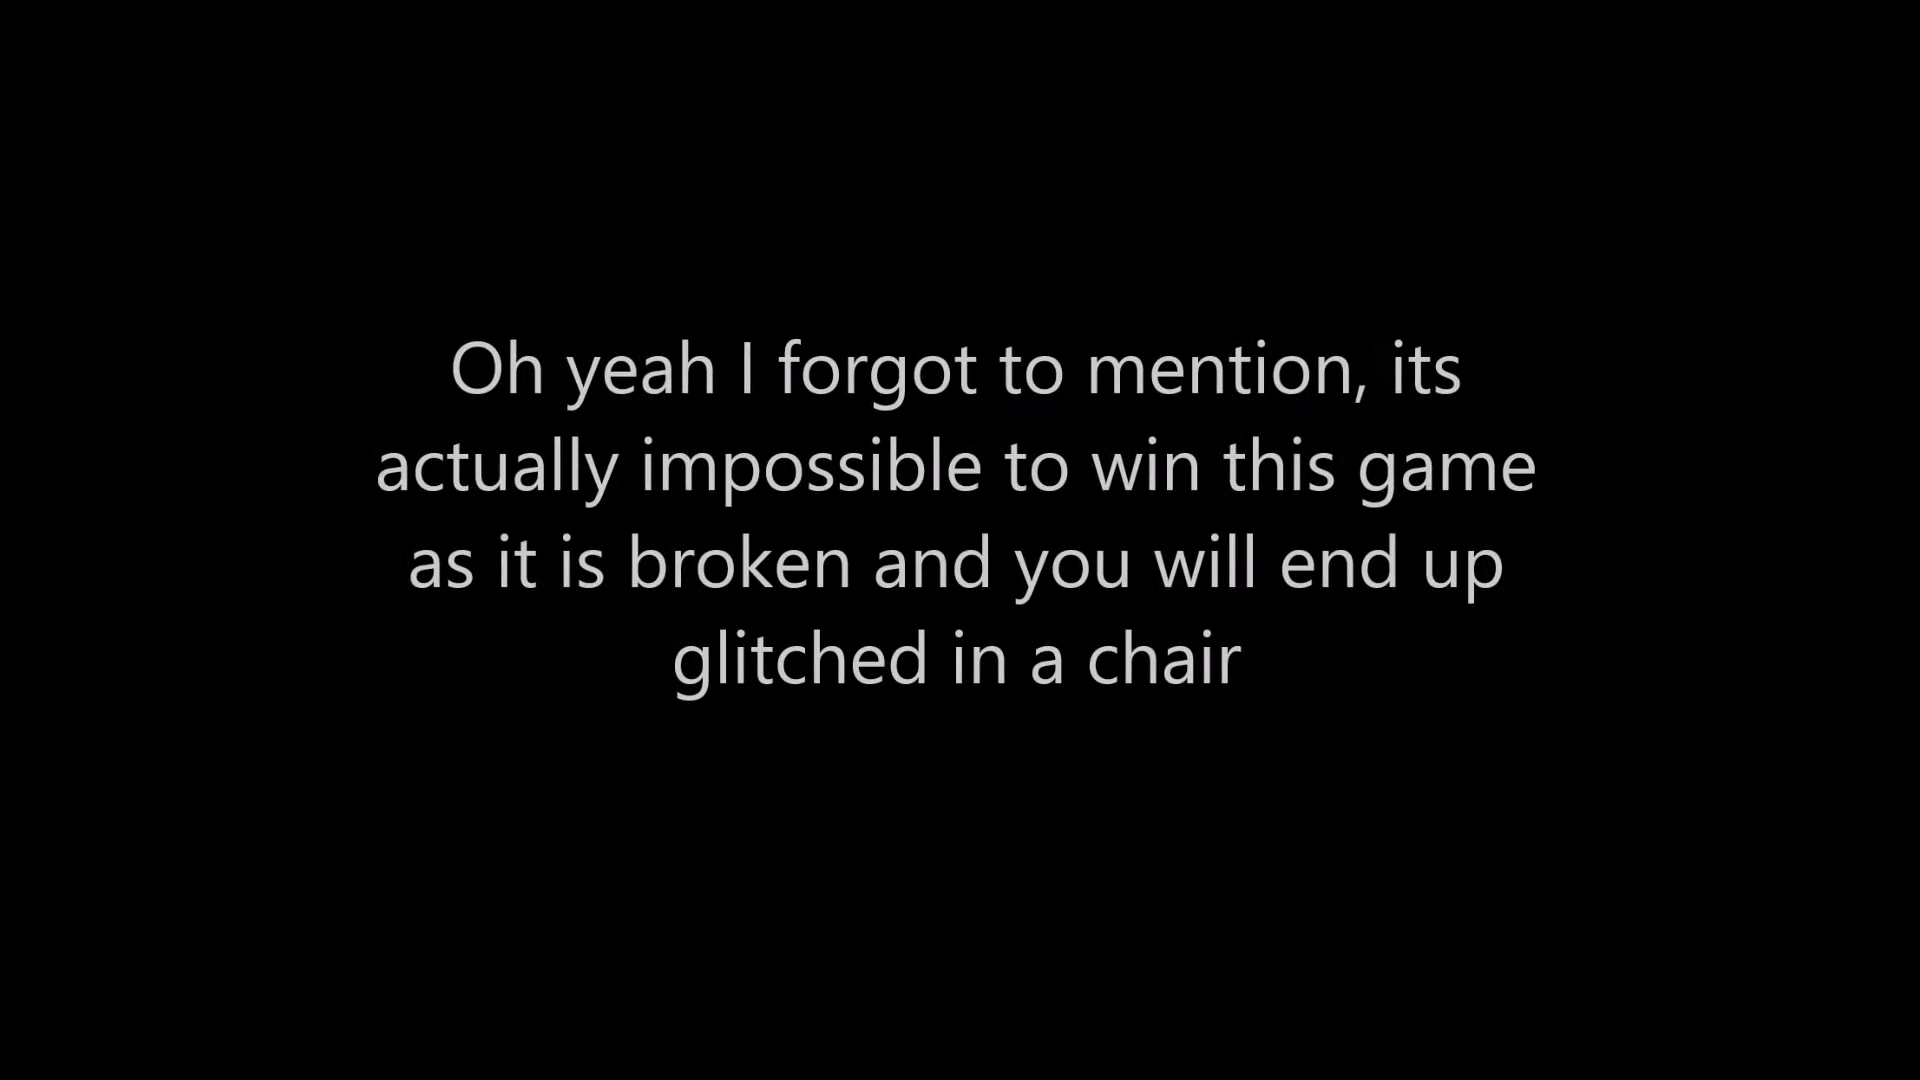 Oh yeah I forgot to mention, its
actually impossible to win this game
as it is broken and you will end up
glitched in a chair